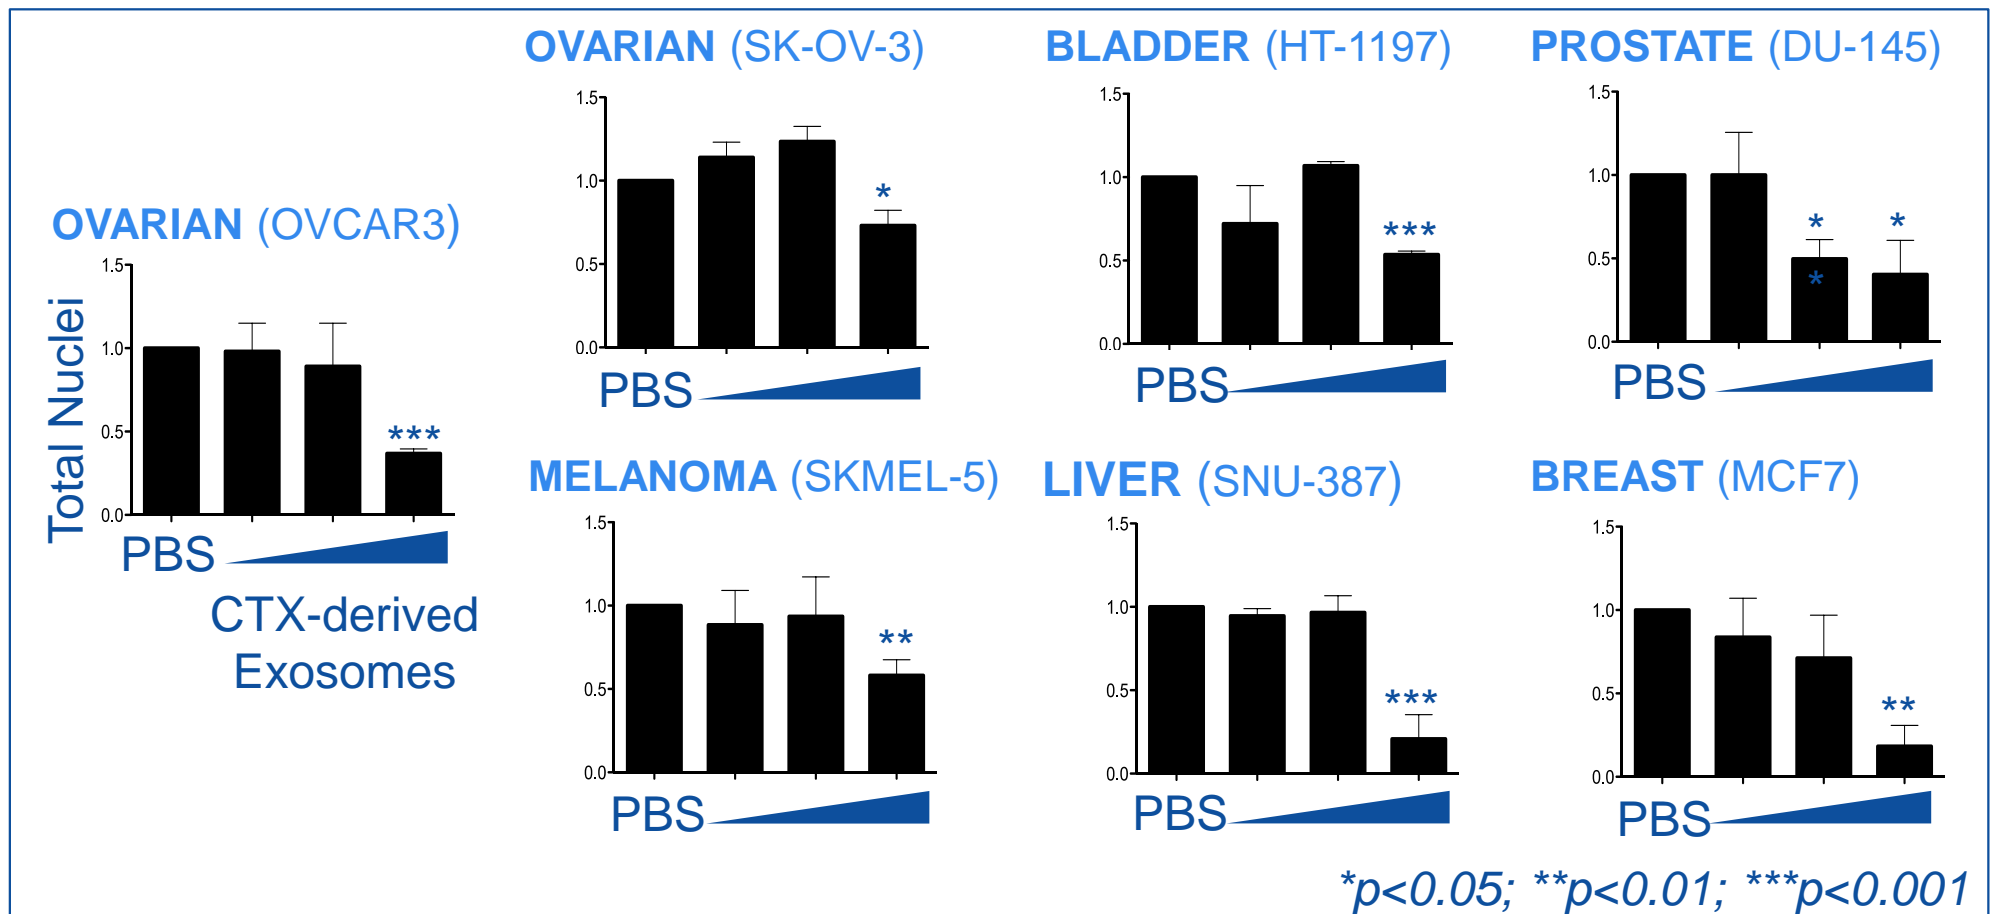 OVARIAN (OVCAR3)
Total Nuclei
1.5
1.0
0.5
0.0
***
PBS
CTX-derived
Exosomes
OVARIAN (SK-OV-3)
1.5
1.0
0.5
0.0
*
PBS
BLADDER (HT-1197)
1.5
1.0
0.5
0.0
***
PBS
PROSTATE (DU-145)
1.5
1.0
0.5
0.0
* *
*
PBS
MELANOMA (SKMEL-5)
1.5
1.0
0.5
0.0
**
PBS
LIVER (SNU-387)
1.5
1.0
0.5
0.0
***
PBS
BREAST (MCF7)
1.5
1.0
0.5
0.0
**
PBS
*p<0.05; **p<0.01; ***p<0.001